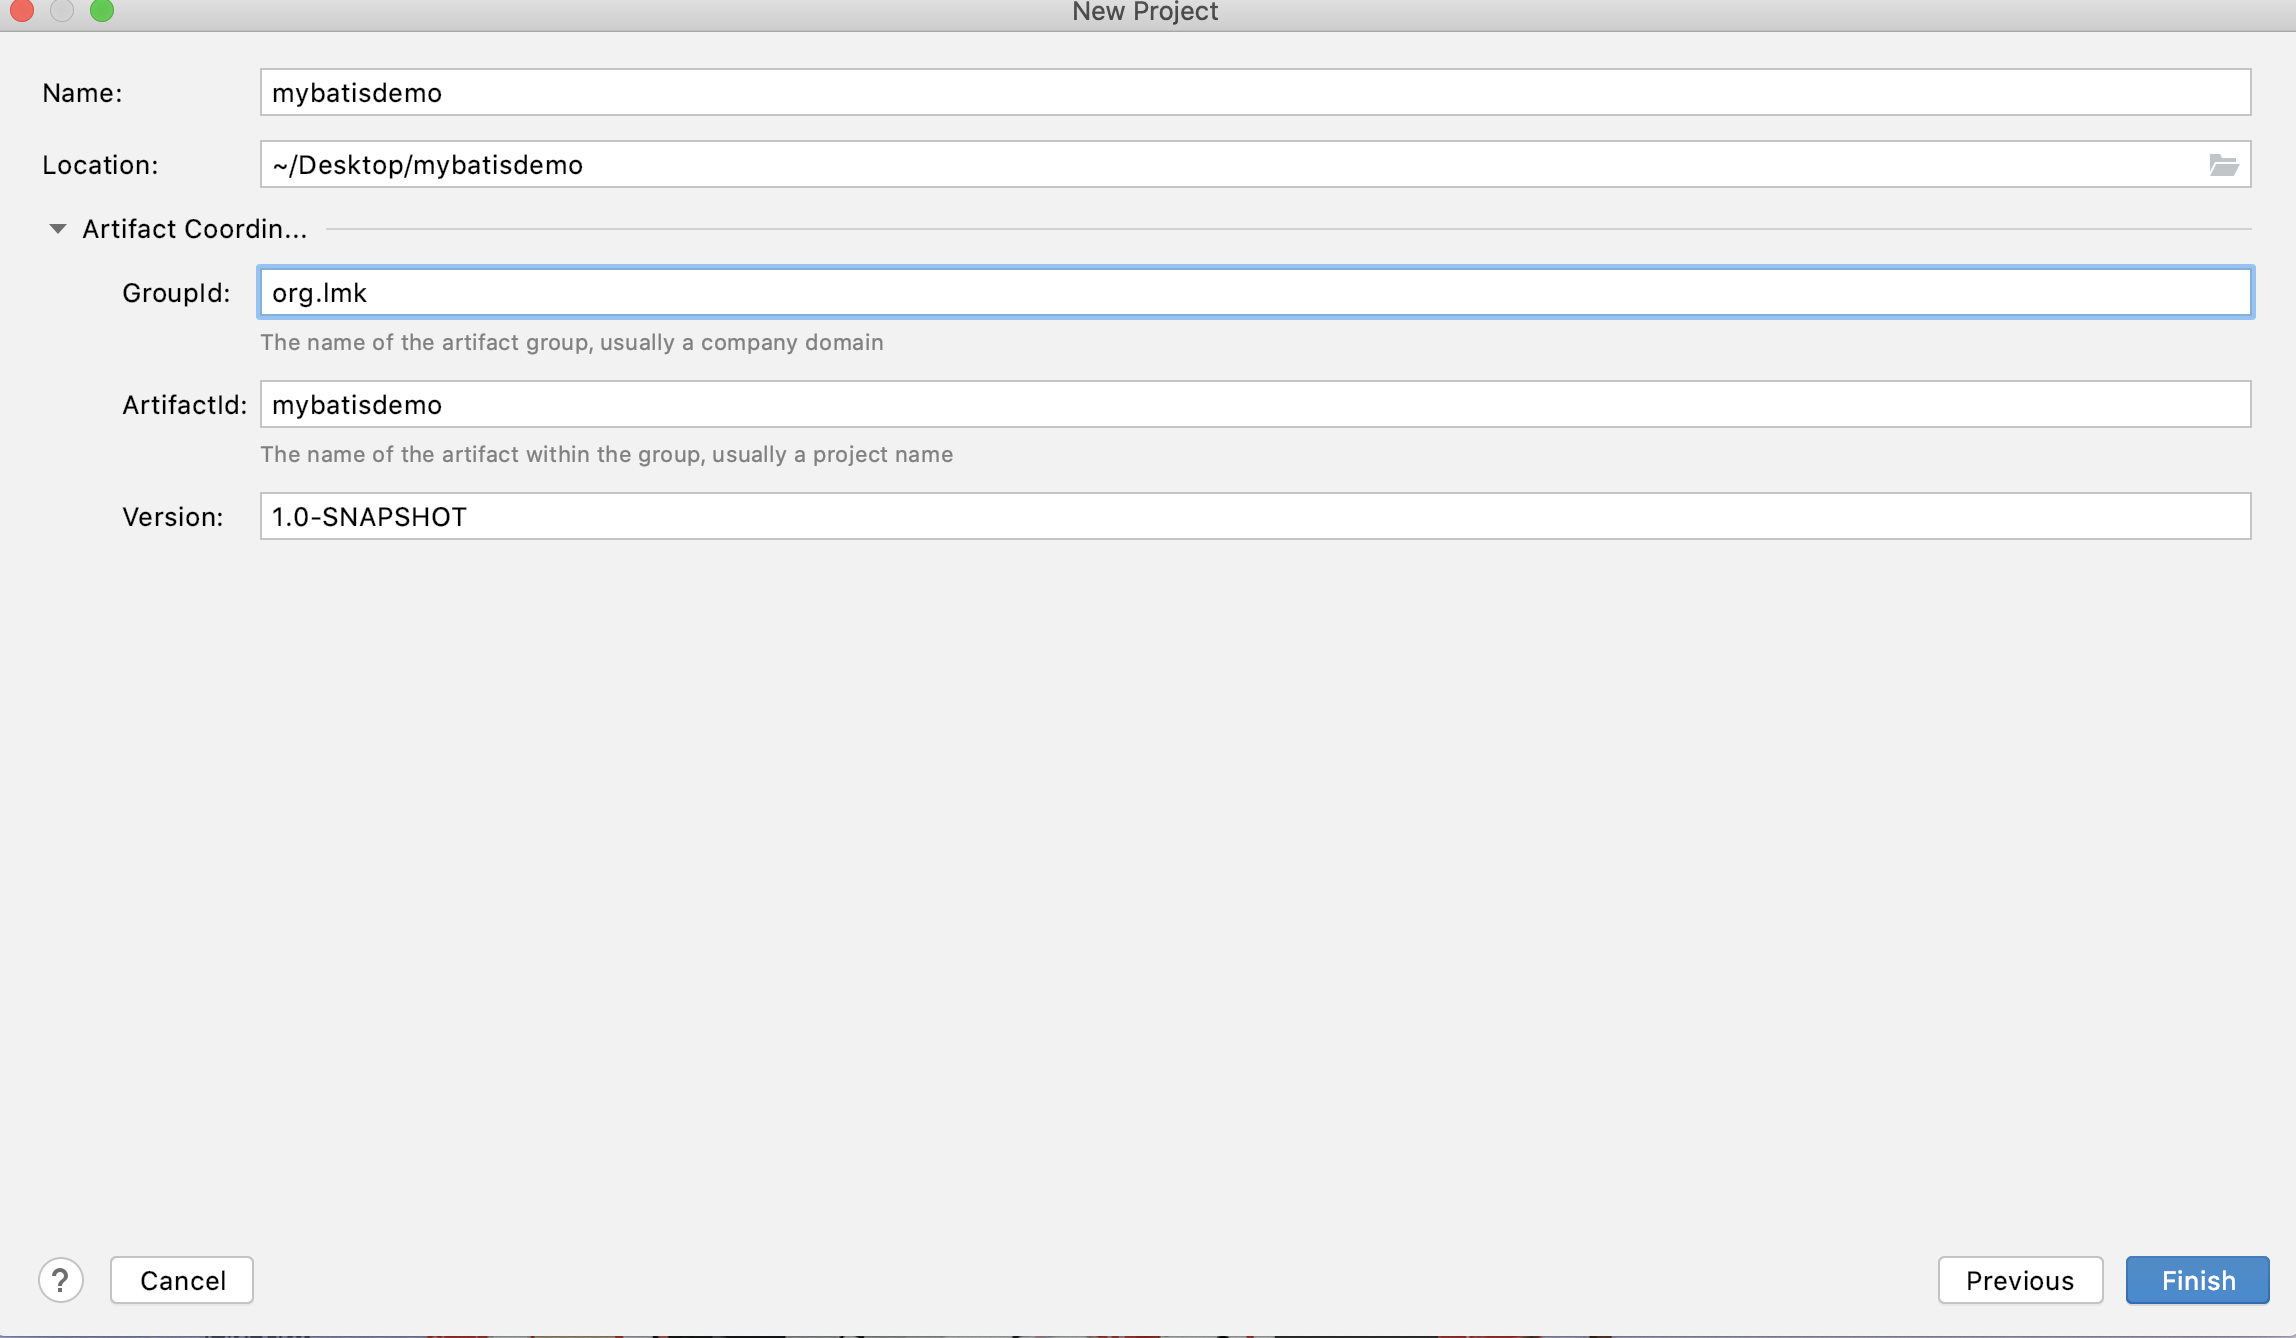 New Project
Name: mybatisdemo
Location: ~/Desktop/mybatisdemo
Artifact Coordin...
GroupId: org.lmk
The name of the artifact group, usually a company domain
ArtifactId: mybatisdemo
The name of the artifact within the group, usually a project name
Version: 1.0-SNAPSHOT
? Cancel Previous Finish